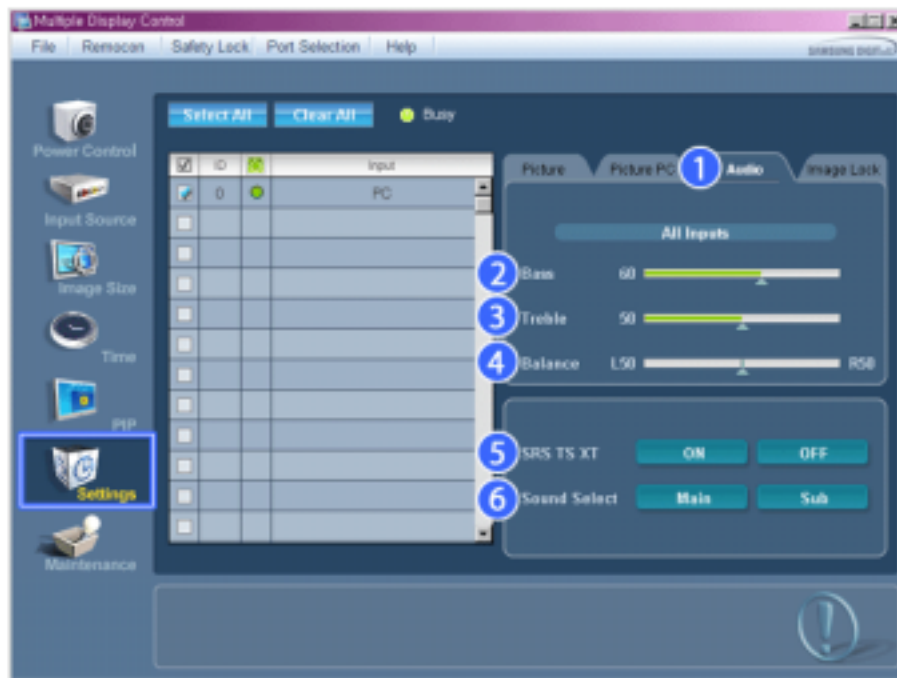 Multiple Display Control
File Remocon Safety Lock Port Selection Help
SAMSUNG DIGITall
Select All Clear All Busy
Power Control
ID Input
0 PC
Input Source
Image Size
Time
PIP
Settings
Maintenance
Picture Picture PC 1 Audio Image Lock
All Inputs
2 Bass 60
3 Treble 50
4 Balance L50 R50
5 SRS TS XT ON OFF
6 Sound Select Main Sub